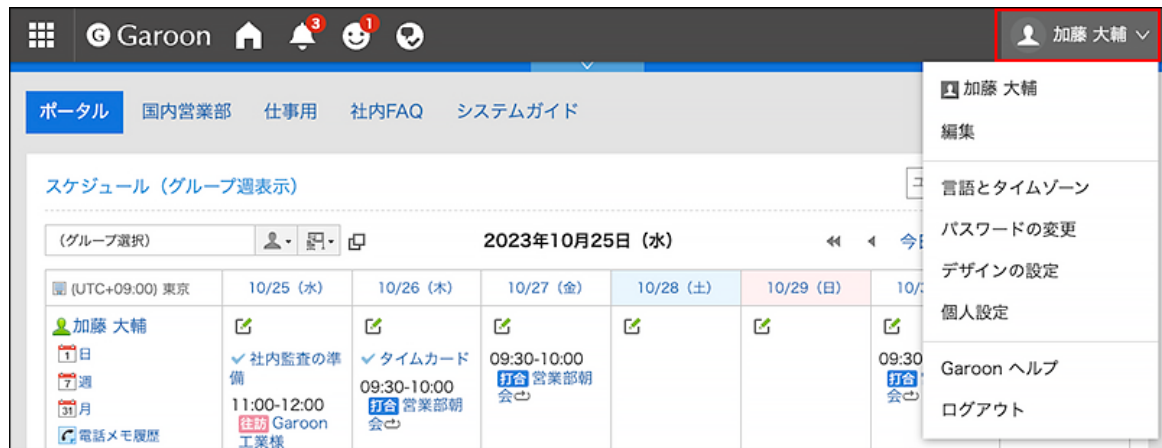 Garoon 3 1 加藤 大輔
加藤 大輔
編集
言語とタイムゾーン
パスワードの変更
デザインの設定
個人設定
Garoon ヘルプ
ログアウト
ポータル 国内営業部 仕事用 社内FAQ システムガイド
スケジュール（グループ週表示）
（グループ選択） 2023年10月25日（水）
(UTC+09:00) 東京 10/25（水） 10/26（木） 10/27（金） 10/28（土） 10/29（日） 10/
加藤 大輔
1 日
7 週
31 月
電話メモ履歴
社内監査の準
備
11:00-12:00
往訪 Garoon
工業様
タイムカード
09:30-10:00
打合 営業部朝
会
09:30-10:00
打合 営業部朝
会
09:30
打合
会